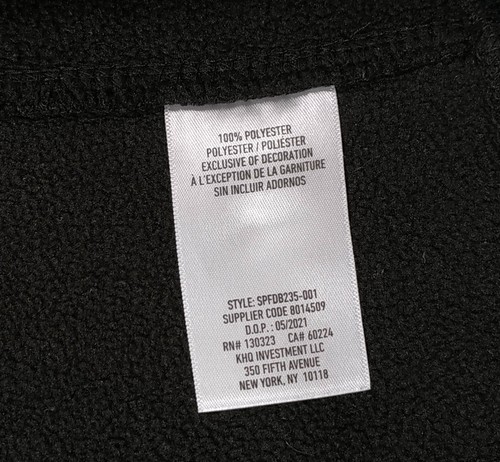 100% POLYESTER
POLYESTER / POLIÉSTER
EXCLUSIVE OF DECORATION
À L'EXCEPTION DE LA GARNITURE
SIN INCLUIR ADORNOS
STYLE: SPFDB235-001
SUPPLIER CODE 8014509
D.O.P. : 05/2021
RN# 130323 CA# 60224
KHQ INVESTMENT LLC
350 FIFTH AVENUE
NEW YORK, NY 10118